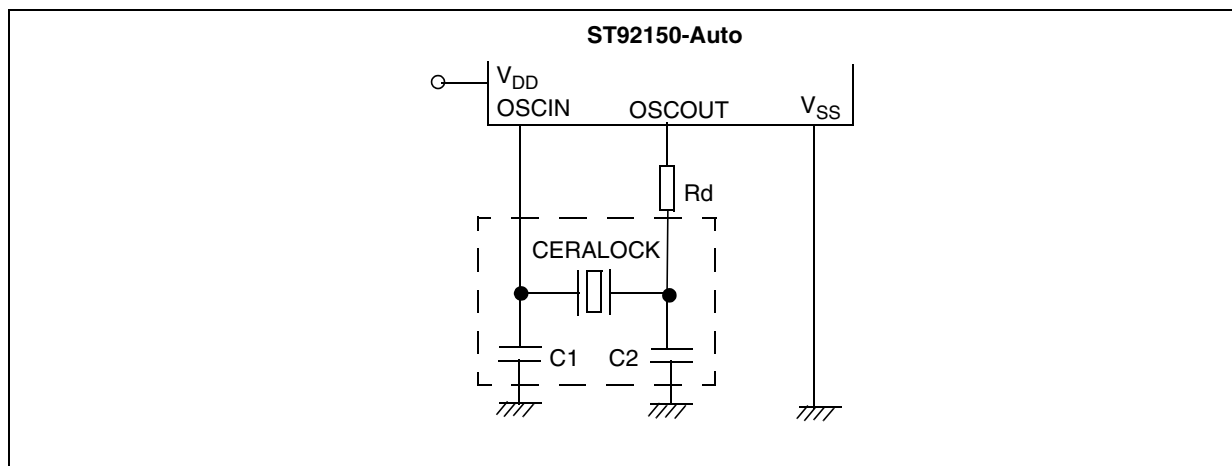 ST92150-Auto
VDD
OSCIN OSCOUT VSS
Rd
CERALOCK
C1 C2